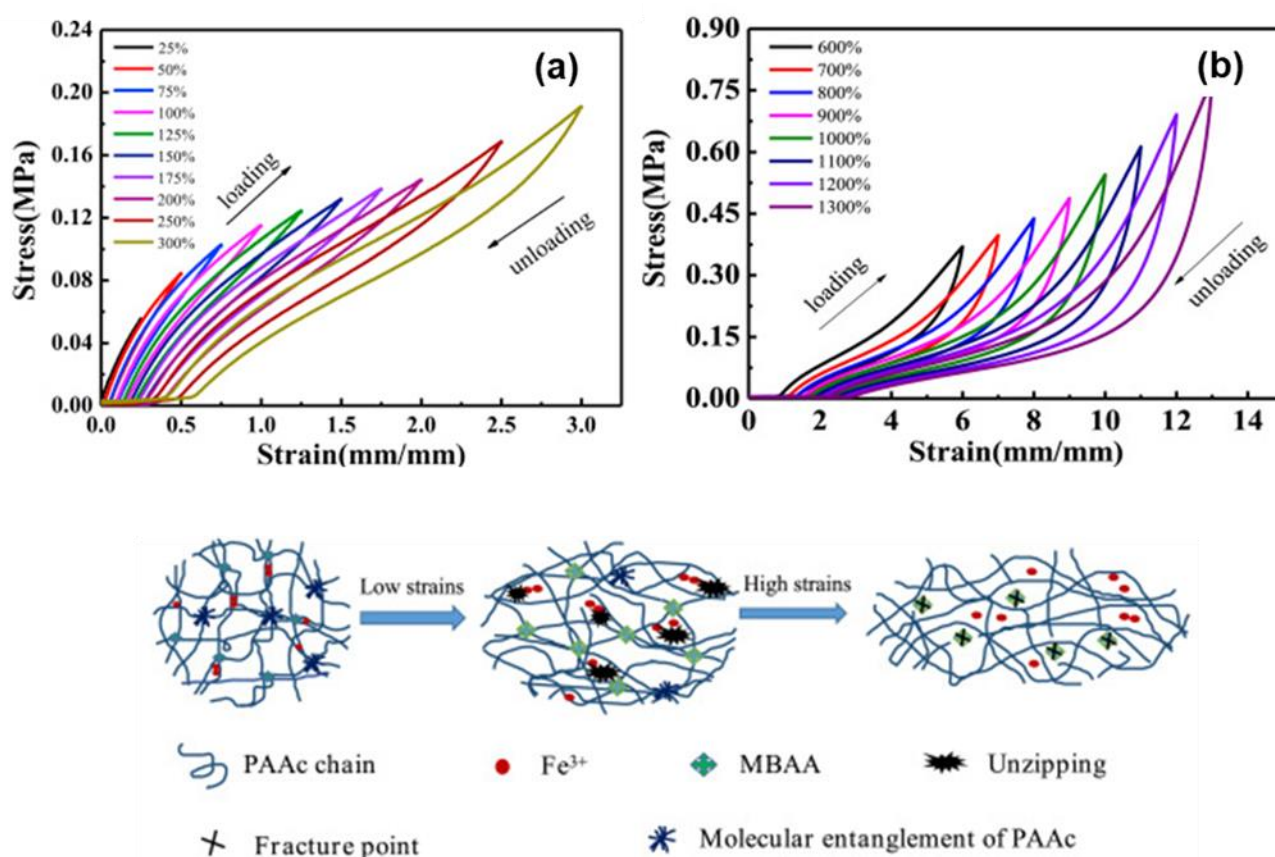 (a)
25%
50%
75%
100%
125%
150%
175%
200%
250%
300%
loading
unloading
0.24
0.20
0.16
0.12
0.08
0.04
0.00
Stress(MPa)
0.0 0.5 1.0 1.5 2.0 2.5 3.0
Strain(mm/mm)
(b)
600%
700%
800%
900%
1000%
1100%
1200%
1300%
loading
unloading
0.90
0.75
0.60
0.45
0.30
0.15
0.00
Stress(MPa)
0 2 4 6 8 10 12 14
Strain(mm/mm)
Low strains
High strains
PAAc chain
Fe³⁺
MBAA
Unzipping
Fracture point
Molecular entanglement of PAAc